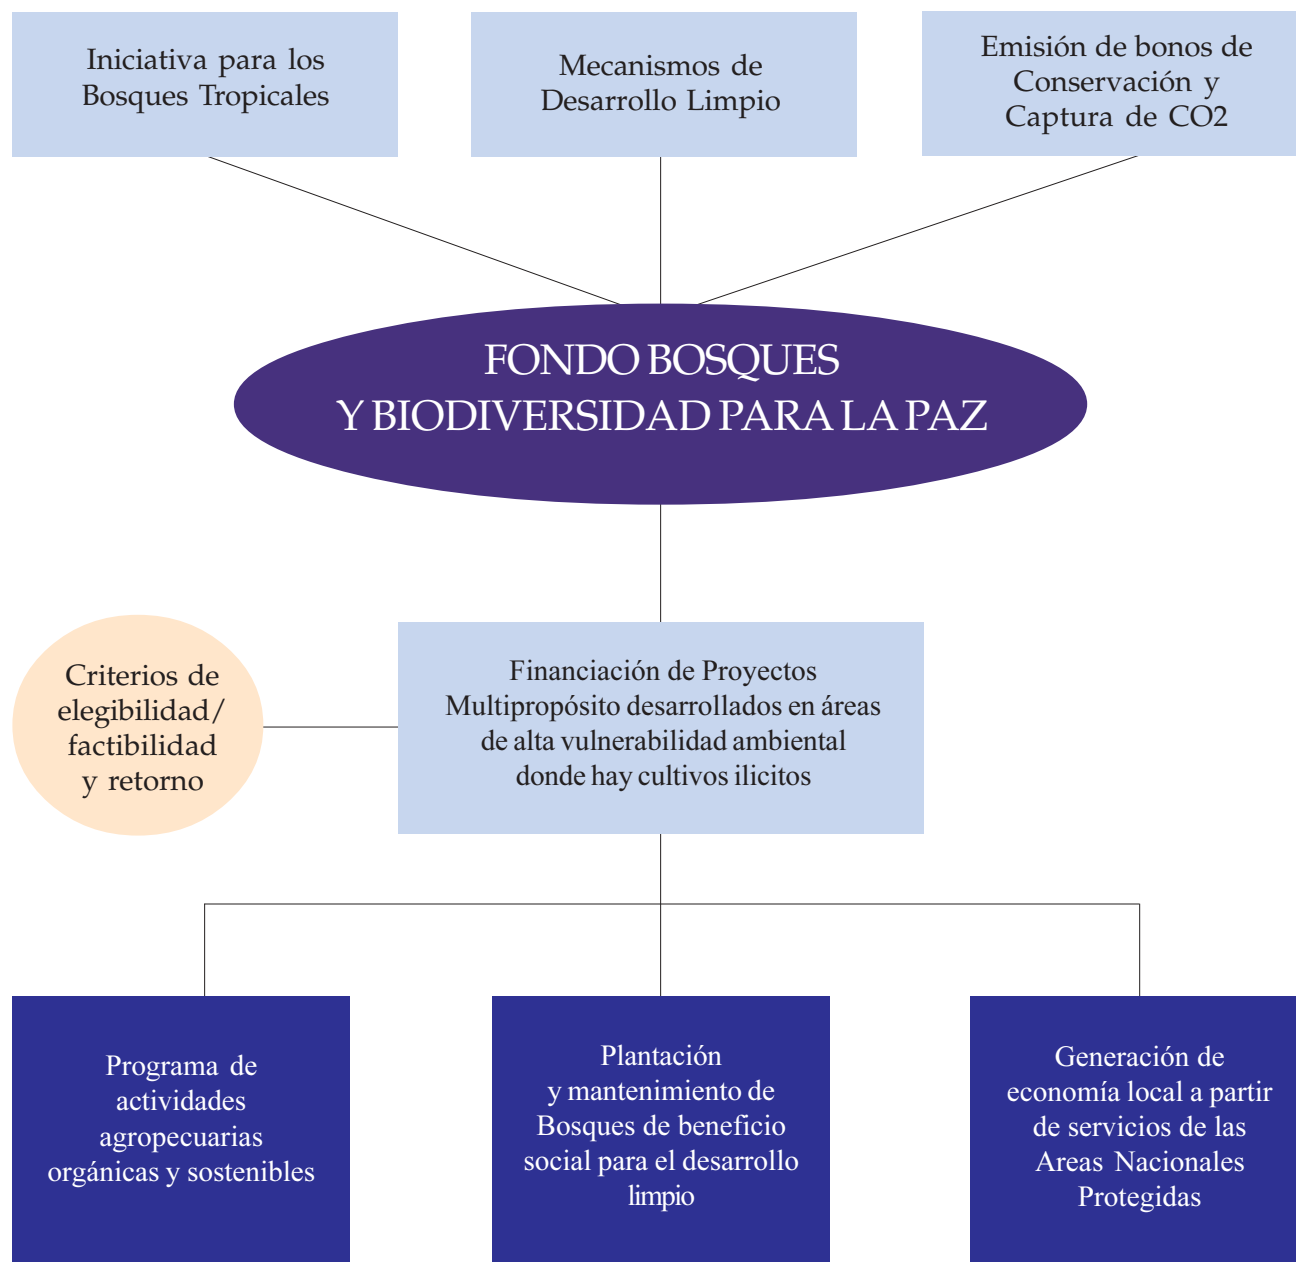 Iniciativa para los
Bosques Tropicales
Mecanismos de
Desarrollo Limpio
Emisión de bonos de
Conservación y
Captura de CO2
FONDO BOSQUES
Y BIODIVERSIDAD PARA LA PAZ
Criterios de
elegibilidad/
factibilidad
y retorno
Financiación de Proyectos
Multipropósito desarrollados en áreas
de alta vulnerabilidad ambiental
donde hay cultivos ilicitos
Programa de
actividades
agropecuarias
orgánicas y sostenibles
Plantación
y mantenimiento de
Bosques de beneficio
social para el desarrollo
limpio
Generación de
economía local a partir
de servicios de las
Areas Nacionales
Protegidas